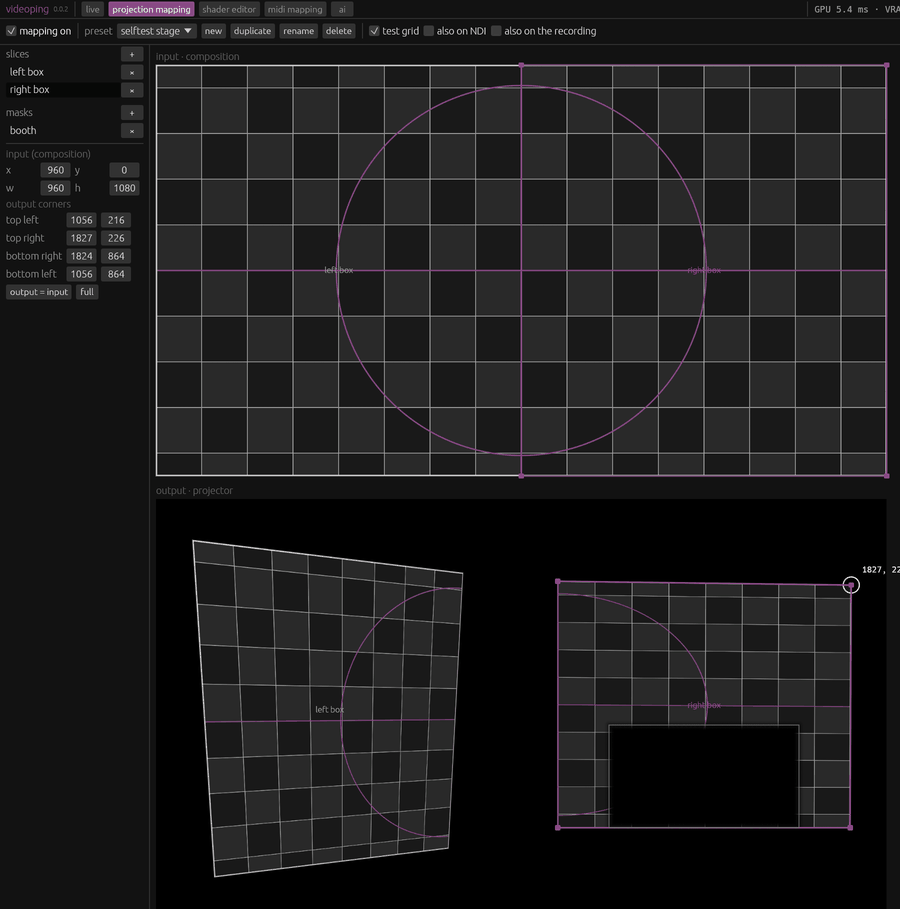 videoping 0.0.2 live projection mapping shader editor midi mapping ai GPU 5.4 ms · VRA
mapping on preset selftest stage new duplicate rename delete test grid also on NDI also on the recording
slices +
left box ×
right box ×
masks +
booth ×
input (composition)
x 960 y 0
w 960 h 1080
output corners
top left 1056 216
top right 1827 226
bottom right 1824 864
bottom left 1056 864
output = input full
input - composition
left box right box
output - projector
1827, 22
left box right box